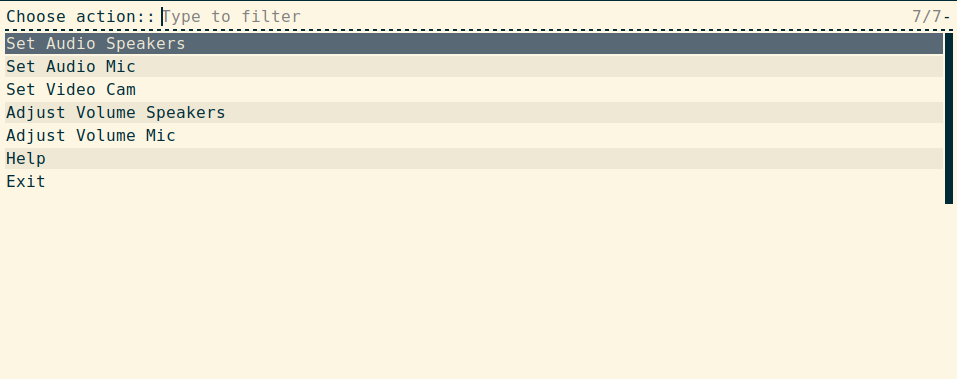 Choose action:: Type to filter 7/7-
Set Audio Speakers
Set Audio Mic
Set Video Cam
Adjust Volume Speakers
Adjust Volume Mic
Help
Exit